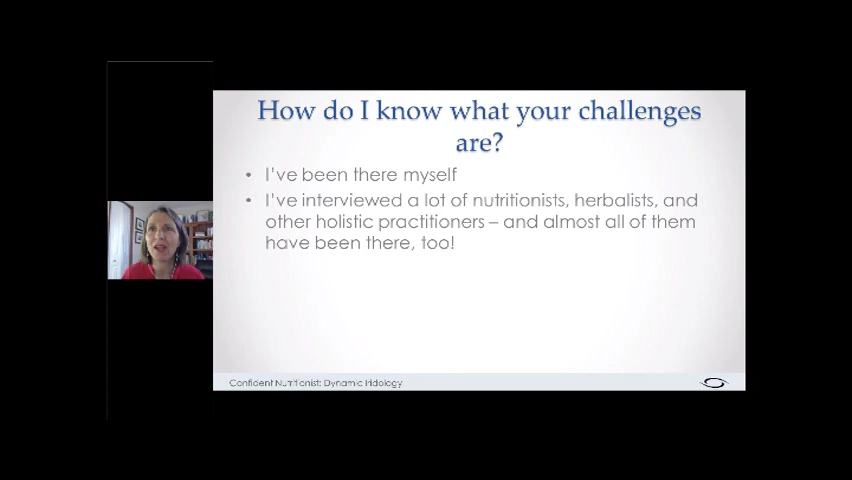 How do I know what your challenges
are?
• I've been there myself
• I've interviewed a lot of nutritionists, herbalists, and
other holistic practitioners – and almost all of them
have been there, too!
Confident Nutritionist: Dynamic Iridology